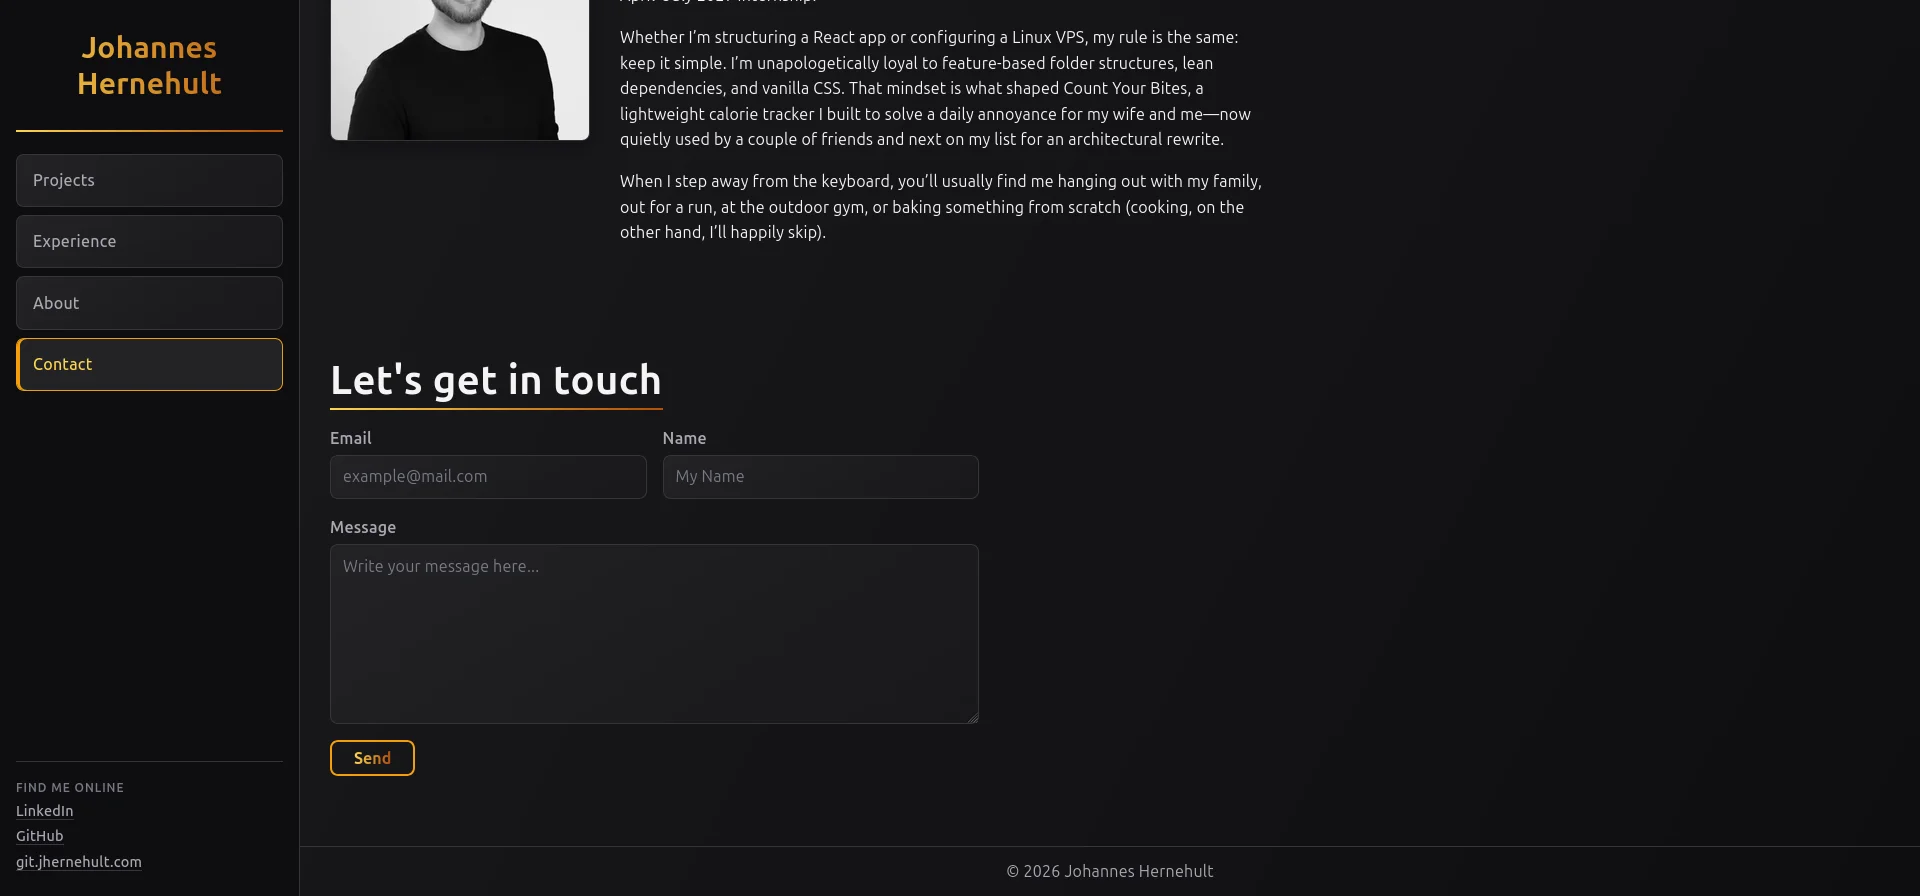 Johannes
Hernehult
Projects
Experience
About
Contact
FIND ME ONLINE
LinkedIn
GitHub
git.jhernehult.com
Whether I’m structuring a React app or configuring a Linux VPS, my rule is the same:
keep it simple. I’m unapologetically loyal to feature-based folder structures, lean
dependencies, and vanilla CSS. That mindset is what shaped Count Your Bites, a
lightweight calorie tracker I built to solve a daily annoyance for my wife and me—now
quietly used by a couple of friends and next on my list for an architectural rewrite.
When I step away from the keyboard, you’ll usually find me hanging out with my family,
out for a run, at the outdoor gym, or baking something from scratch (cooking, on the
other hand, I’ll happily skip).
Let's get in touch
Email
Name
example@mail.com
My Name
Message
Write your message here...
Send
© 2026 Johannes Hernehult